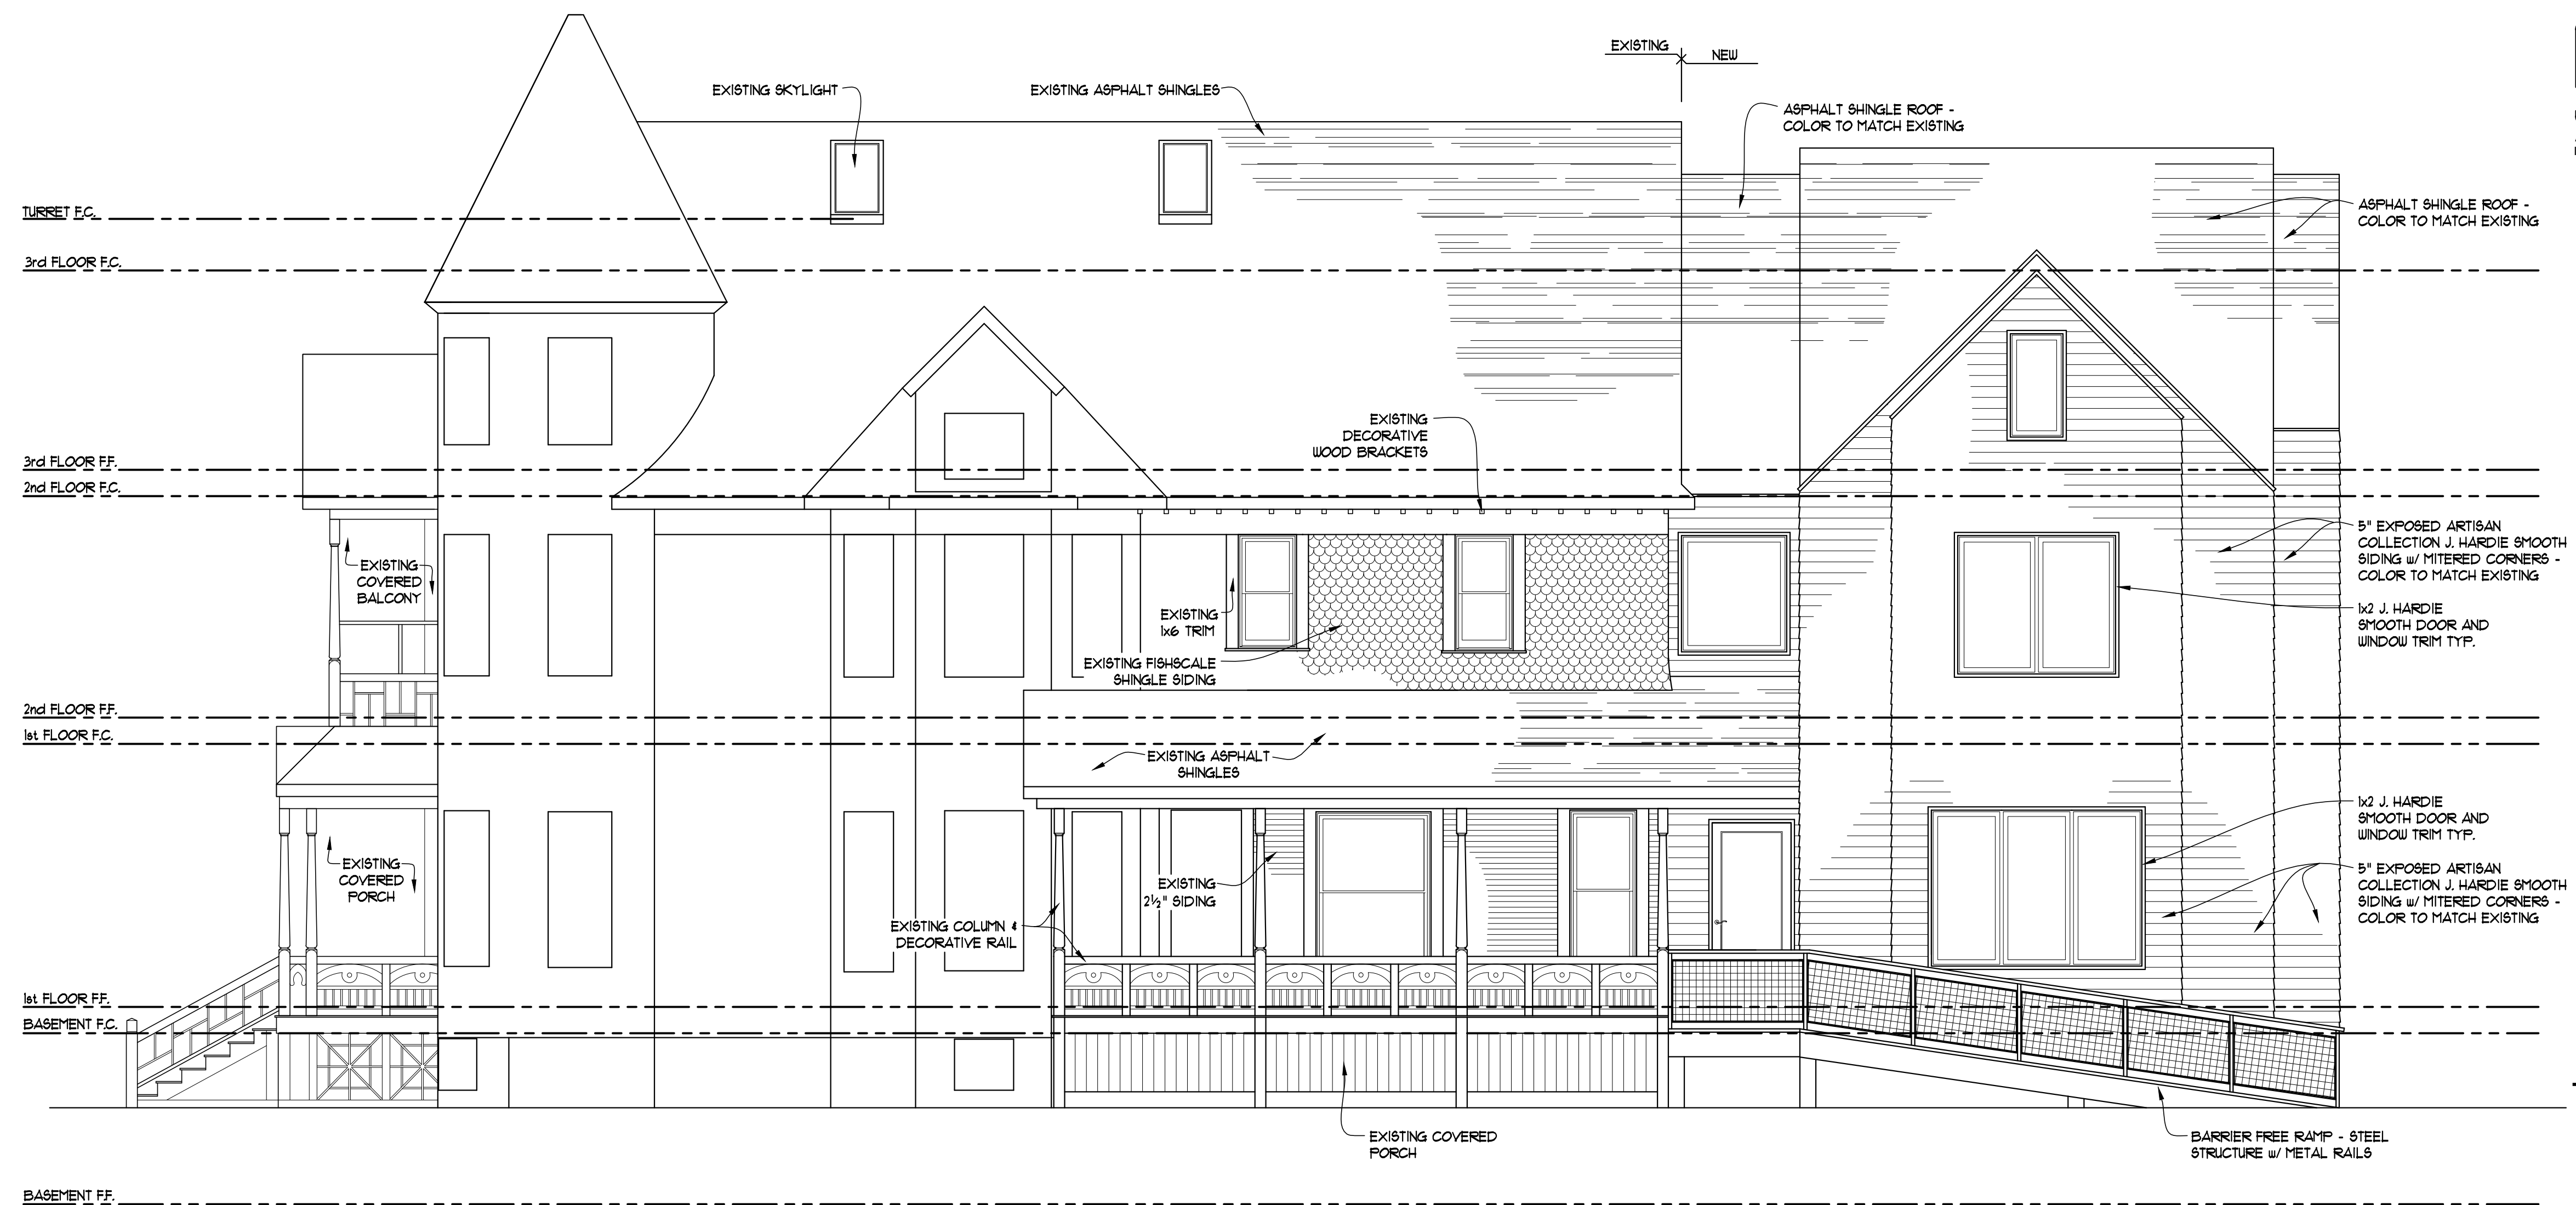 EXISTING
NEW
EXISTING SKYLIGHT
EXISTING ASPHALT SHINGLES
ASPHALT SHINGLE ROOF -
COLOR TO MATCH EXISTING
TURRET F.C.
ASPHALT SHINGLE ROOF -
COLOR TO MATCH EXISTING
3rd FLOOR F.C.
EXISTING
DECORATIVE
WOOD BRACKETS
3rd FLOOR F.F.
2nd FLOOR F.C.
5" EXPOSED ARTISAN
COLLECTION J. HARDIE SMOOTH
SIDING w/ MITERED CORNERS -
COLOR TO MATCH EXISTING
EXISTING
COVERED
BALCONY
EXISTING
1x6 TRIM
1x2 J. HARDIE
SMOOTH DOOR AND
WINDOW TRIM TYP.
EXISTING FISHSCALE
SHINGLE SIDING
2nd FLOOR F.F.
1st FLOOR F.C.
EXISTING ASPHALT
SHINGLES
1x2 J. HARDIE
SMOOTH DOOR AND
WINDOW TRIM TYP.
EXISTING
COVERED
PORCH
EXISTING
2½" SIDING
5" EXPOSED ARTISAN
COLLECTION J. HARDIE SMOOTH
SIDING w/ MITERED CORNERS -
COLOR TO MATCH EXISTING
EXISTING COLUMN &
DECORATIVE RAIL
1st FLOOR F.F.
BASEMENT F.C.
EXISTING COVERED
PORCH
BARRIER FREE RAMP - STEEL
STRUCTURE w/ METAL RAILS
BASEMENT F.F.